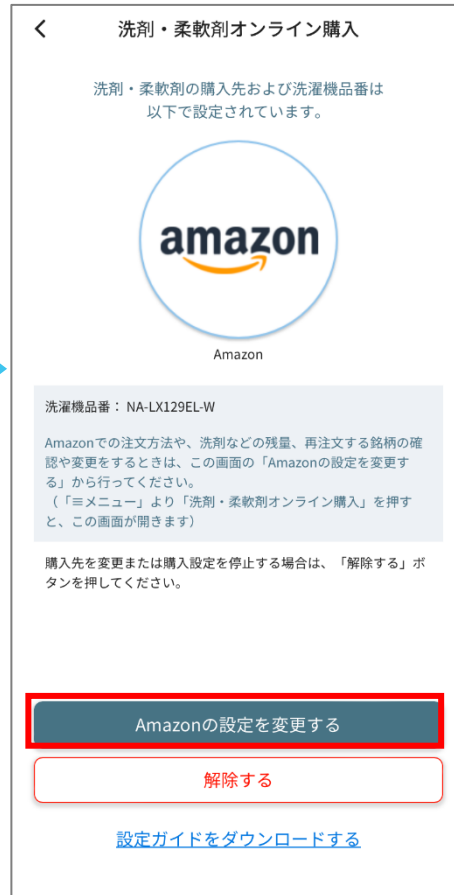 洗剤・柔軟剤オンライン購入
洗剤・柔軟剤の購入先および洗濯機品番は
以下で設定されています。
amazon
Amazon
洗濯機品番： NA-LX129EL-W
Amazonでの注文方法や、洗剤などの残量、再注文する銘柄の確
認や変更をするときは、この画面の「Amazonの設定を変更す
る」から行ってください。
（「≡メニュー」より「洗剤・柔軟剤オンライン購入」を押す
と、この画面が開きます）
購入先を変更または購入設定を停止する場合は、「解除する」ボ
タンを押してください。
Amazonの設定を変更する
解除する
設定ガイドをダウンロードする